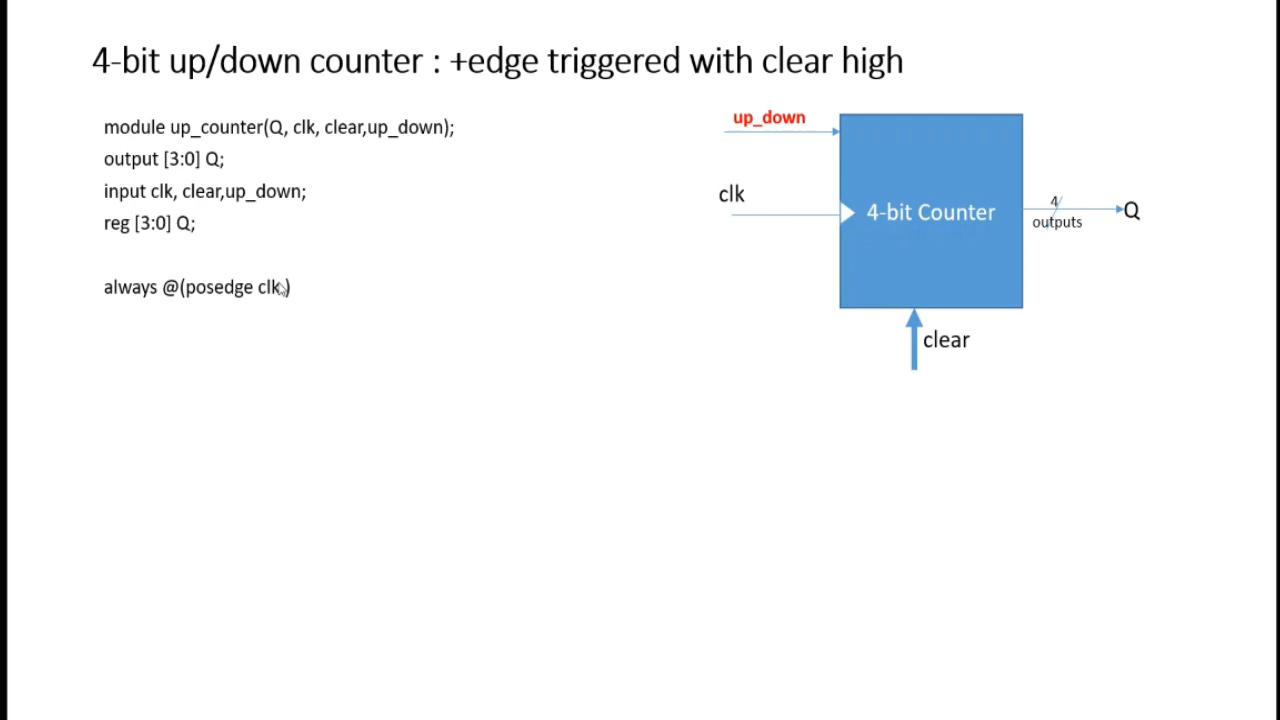 4-bit up/down counter : +edge triggered with clear high
module up_counter(Q, clk, clear,up_down);
output [3:0] Q;
input clk, clear,up_down;
reg [3:0] Q;
always @(posedge clk )
up_down
clk
4-bit Counter
4
outputs
Q
clear